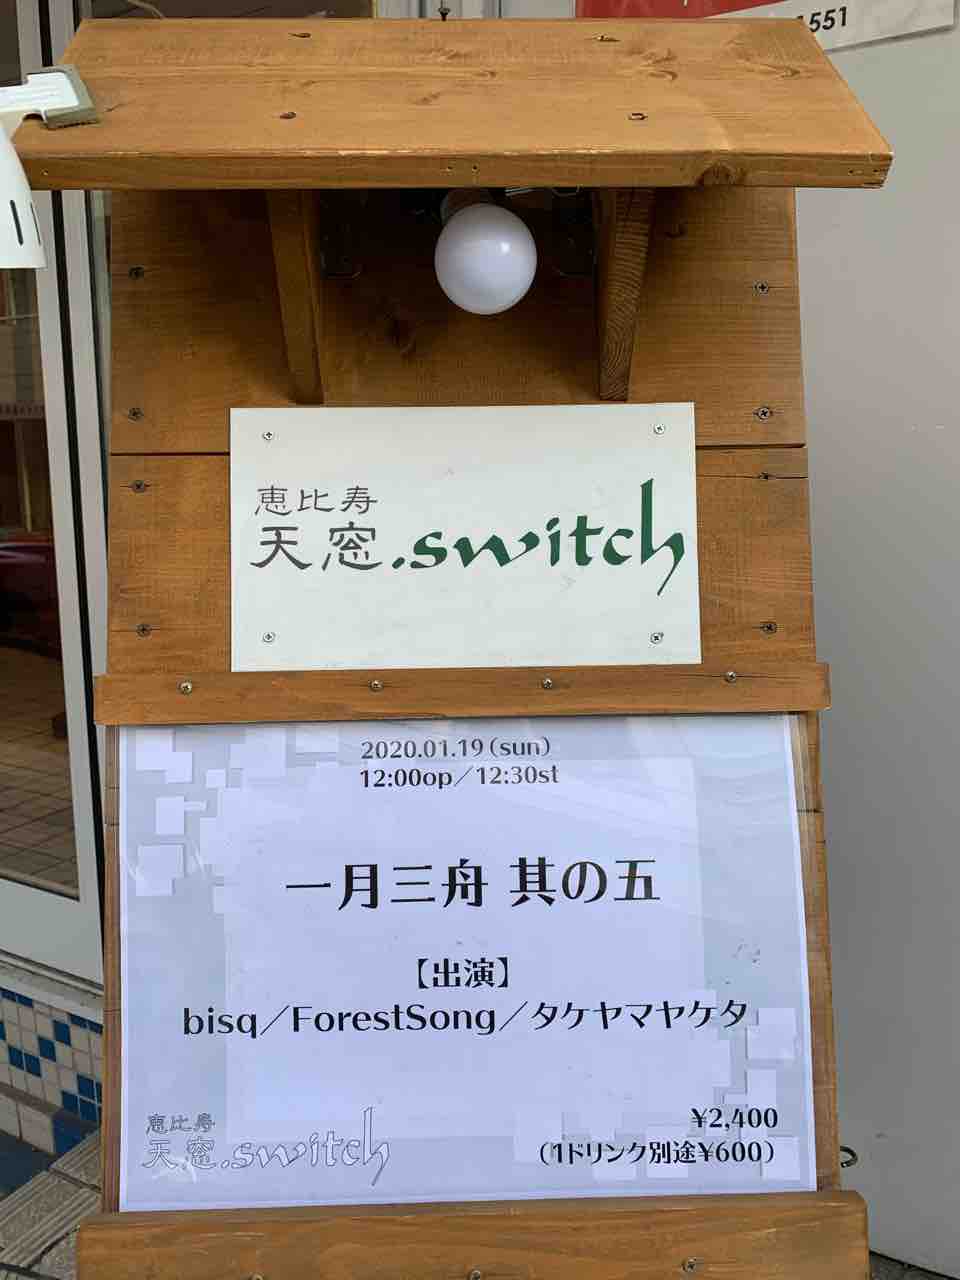 551
恵比寿
天窓.switch
2020.01.19(sun)
12:00op／12:30st
一月三舟 其の五
【出演】
bisq／ForestSong／タケヤマヤケタ
¥2,400
(1ドリンク別途¥600)
恵比寿
天窓.switch